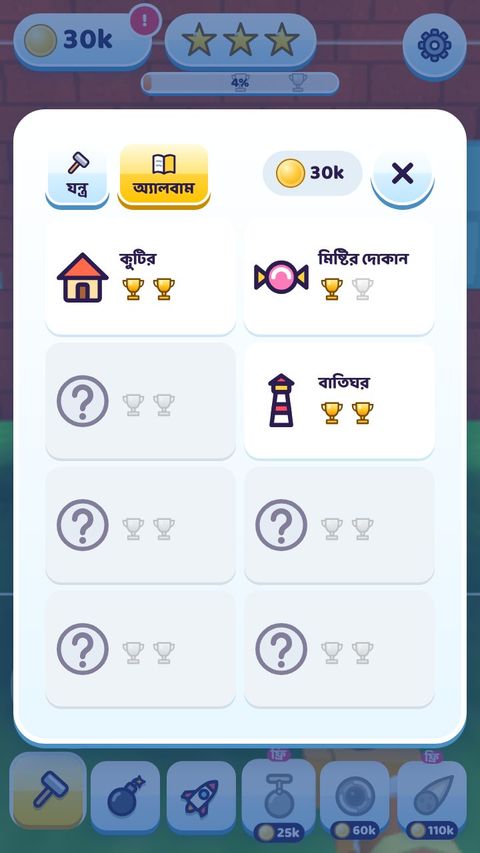 30k
!
4%
যন্ত্র
অ্যালবাম
30k
কুটির
মিষ্টির দোকান
বাতিঘর
ফ্রি
ফ্রি
25k
60k
110k